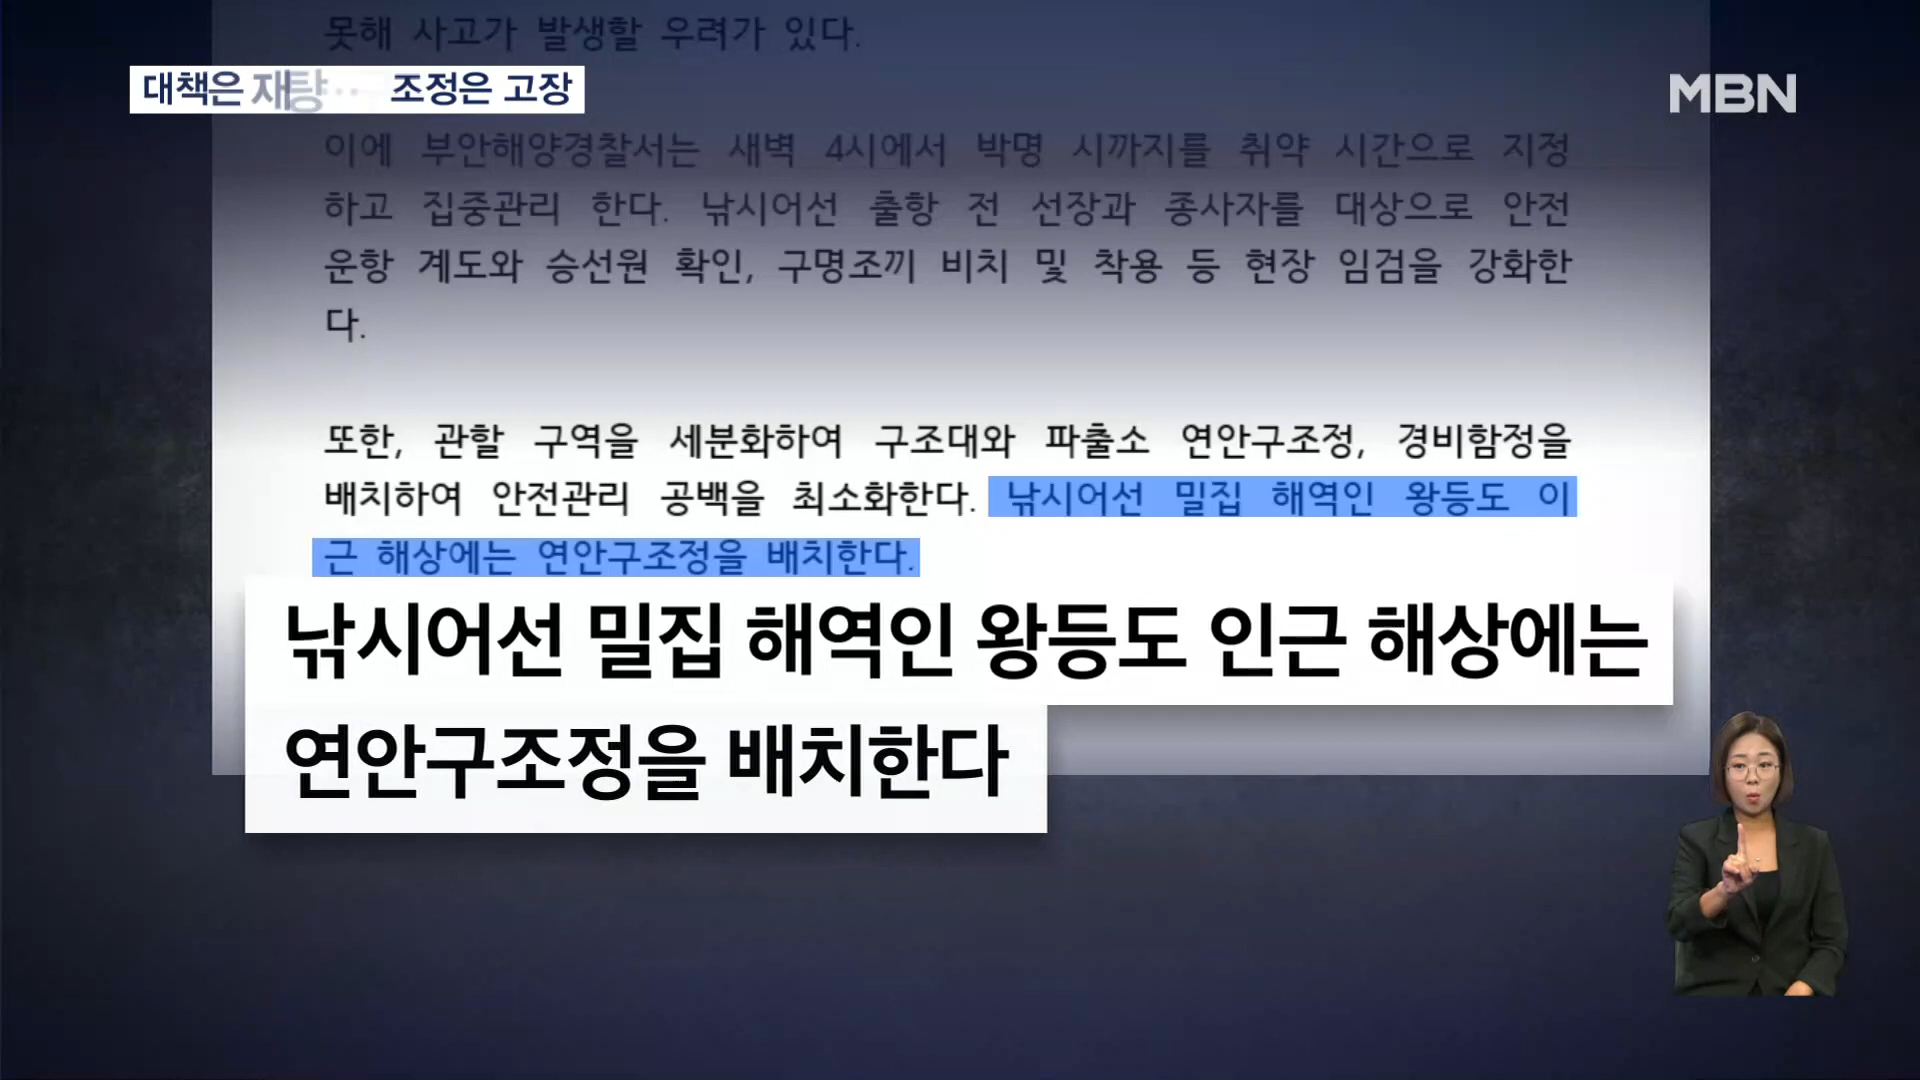 못해 사고가 발생할 우려가 있다.
대책은 재탕… 조정은 고장
MBN
이에 부안해양경찰서는 새벽 4시에서 박명 시까지를 취약 시간으로 지정
하고 집중관리 한다. 낚시어선 출항 전 선장과 종사자를 대상으로 안전
운항 계도와 승선원 확인, 구명조끼 비치 및 착용 등 현장 임검을 강화한
다.
또한, 관할 구역을 세분화하여 구조대와 파출소 연안구조정, 경비함정을
배치하여 안전관리 공백을 최소화한다. 낚시어선 밀집 해역인 왕등도 이
근 해상에는 연안구조정을 배치한다.
낚시어선 밀집 해역인 왕등도 인근 해상에는
연안구조정을 배치한다